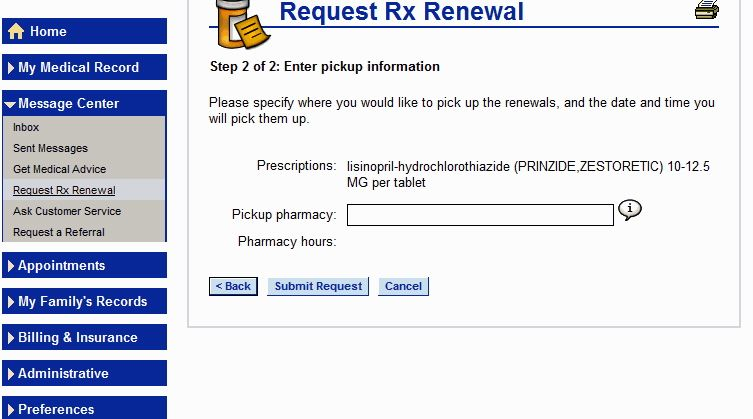 Request Rx Renewal
Home
My Medical Record
Message Center
Inbox
Sent Messages
Get Medical Advice
Request Rx Renewal
Ask Customer Service
Request a Referral
Appointments
My Family's Records
Billing & Insurance
Administrative
Preferences
Step 2 of 2: Enter pickup information
Please specify where you would like to pick up the renewals, and the date and time you
will pick them up.
Prescriptions: lisinopril-hydrochlorothiazide (PRINZIDE,ZESTORETIC) 10-12.5
MG per tablet
Pickup pharmacy: i
Pharmacy hours:
< Back Submit Request Cancel